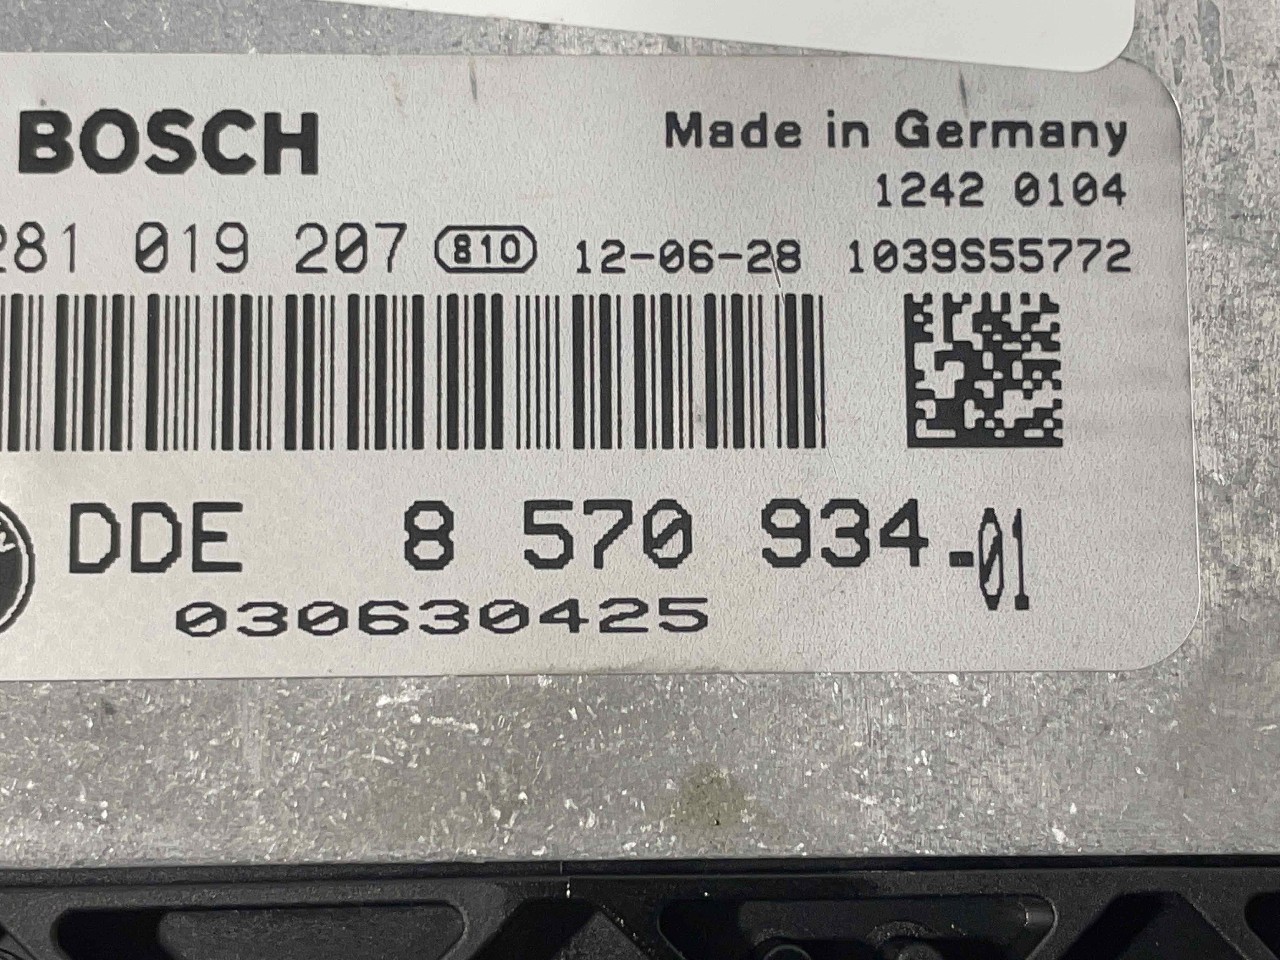 BOSCH
Made in Germany
1242 0104
281 019 207 810 12-06-28 1039S55772
DDE 8 570 934-01
030630425